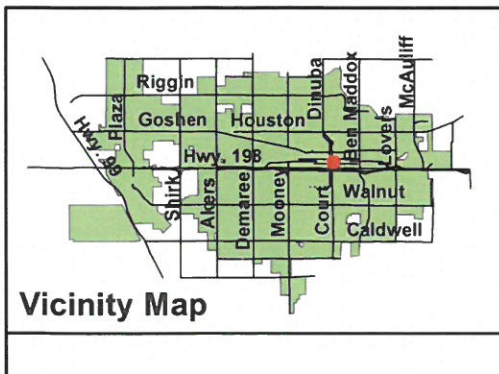 Riggin
Goshen
Houston
Hwy. 198
Walnut
Caldwell
Hwy. 99
Plaza
Shirk
Akers
Demaree
Mooney
Court
Dinuba
Ben Maddox
Lovers
McAuliff
Vicinity Map